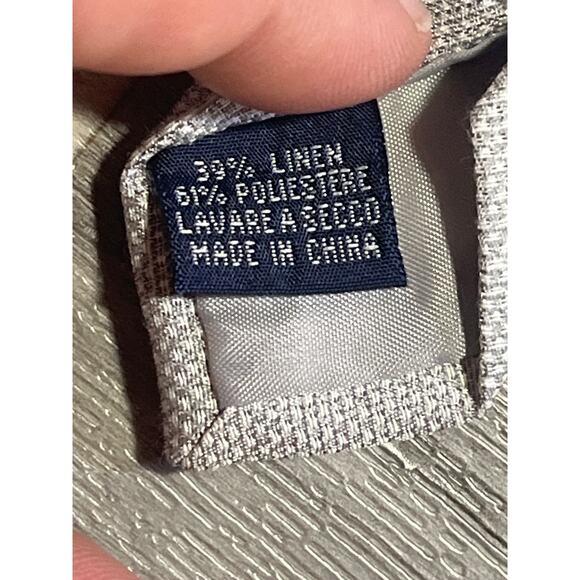 39% LINEN
61% POLIESTERE
LAVARE A SECCO
MADE IN CHINA